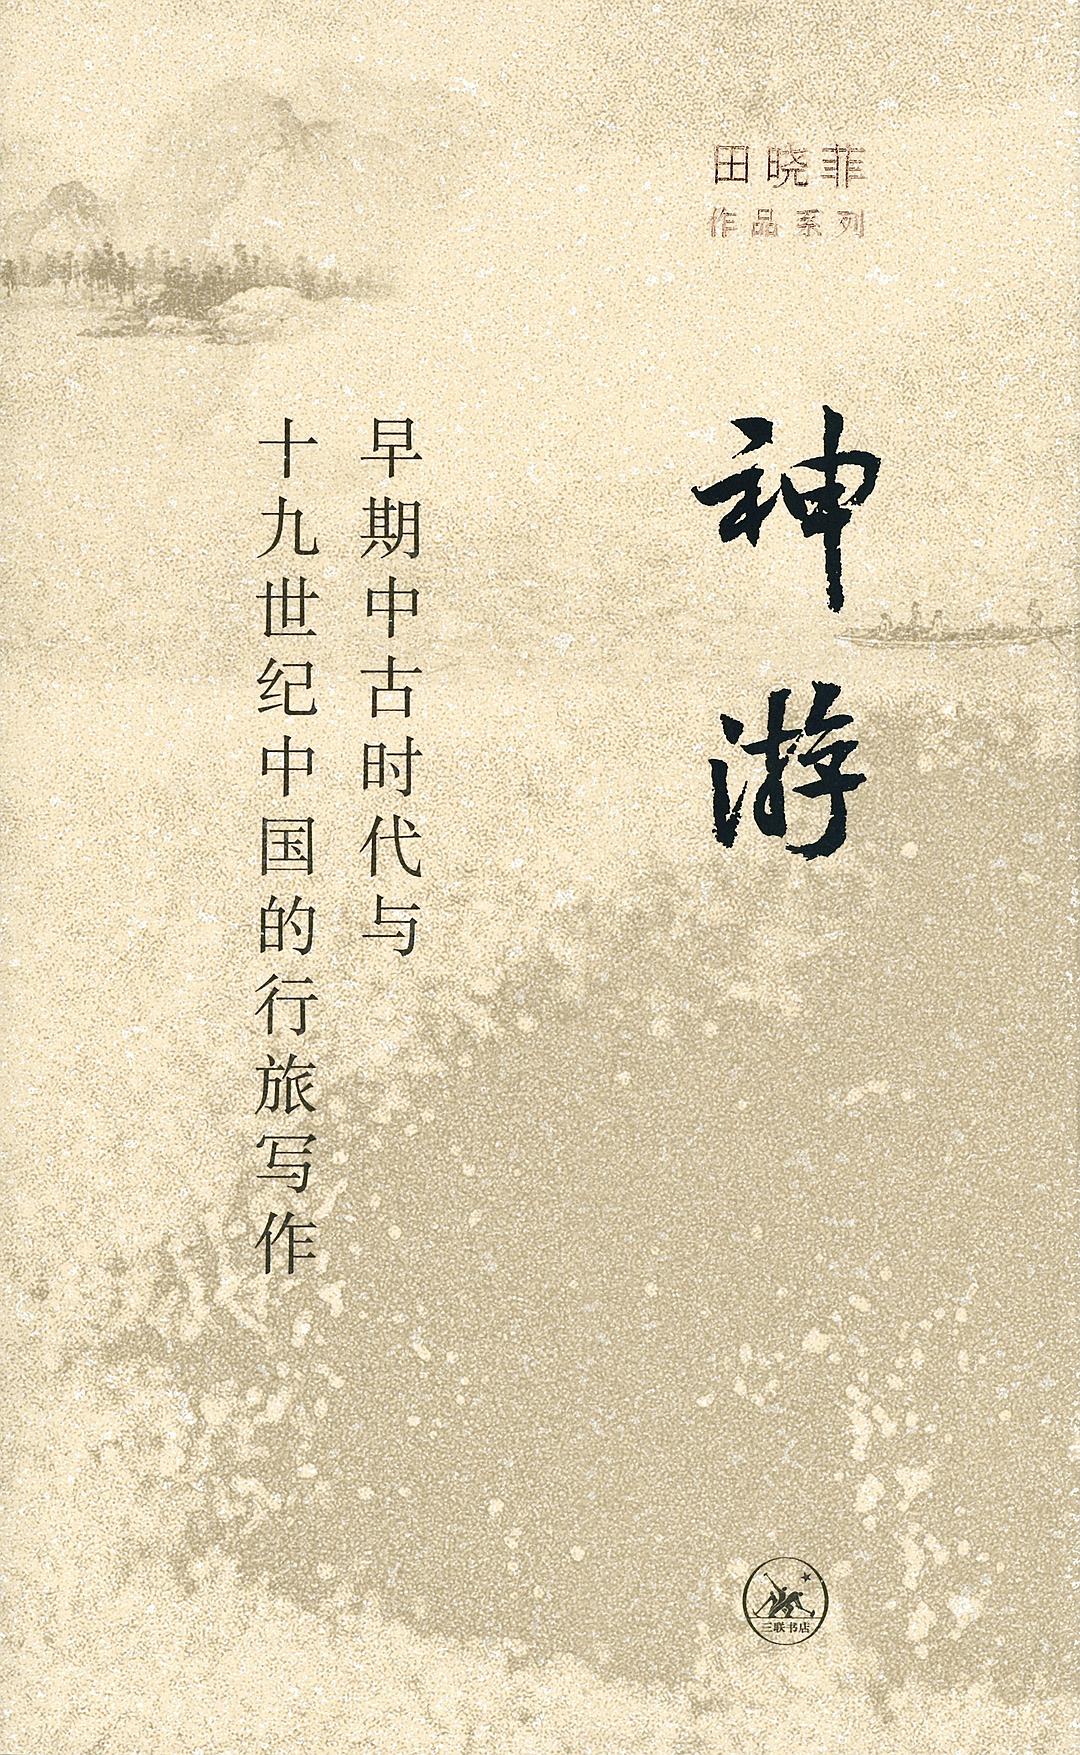 田晓菲
作品系列
神游
早期中古时代与
十九世纪中国的行旅写作
三联书店